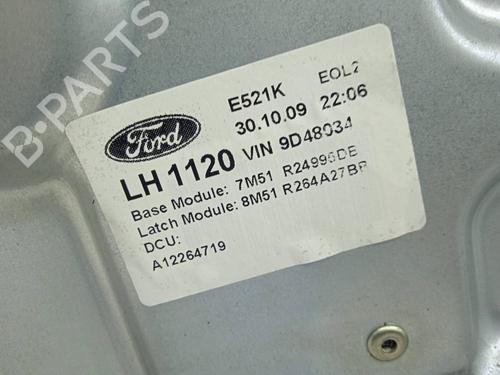 B-PARTS
Ford
E521K EOL2
30.10.09 22:06
LH 1120 VIN 9D48034
Base Module: 7M51 R24996DE
Latch Module: 8M51 R264A27BP
DCU:
A12264719